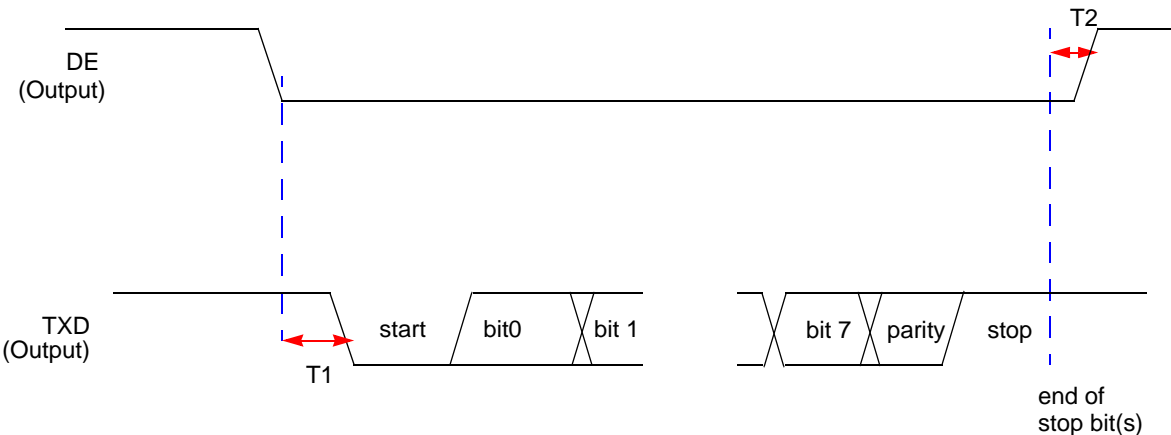 T2
DE
(Output)
TXD
(Output)
start
bit0
bit 1
bit 7
parity
stop
T1
end of
stop bit(s)